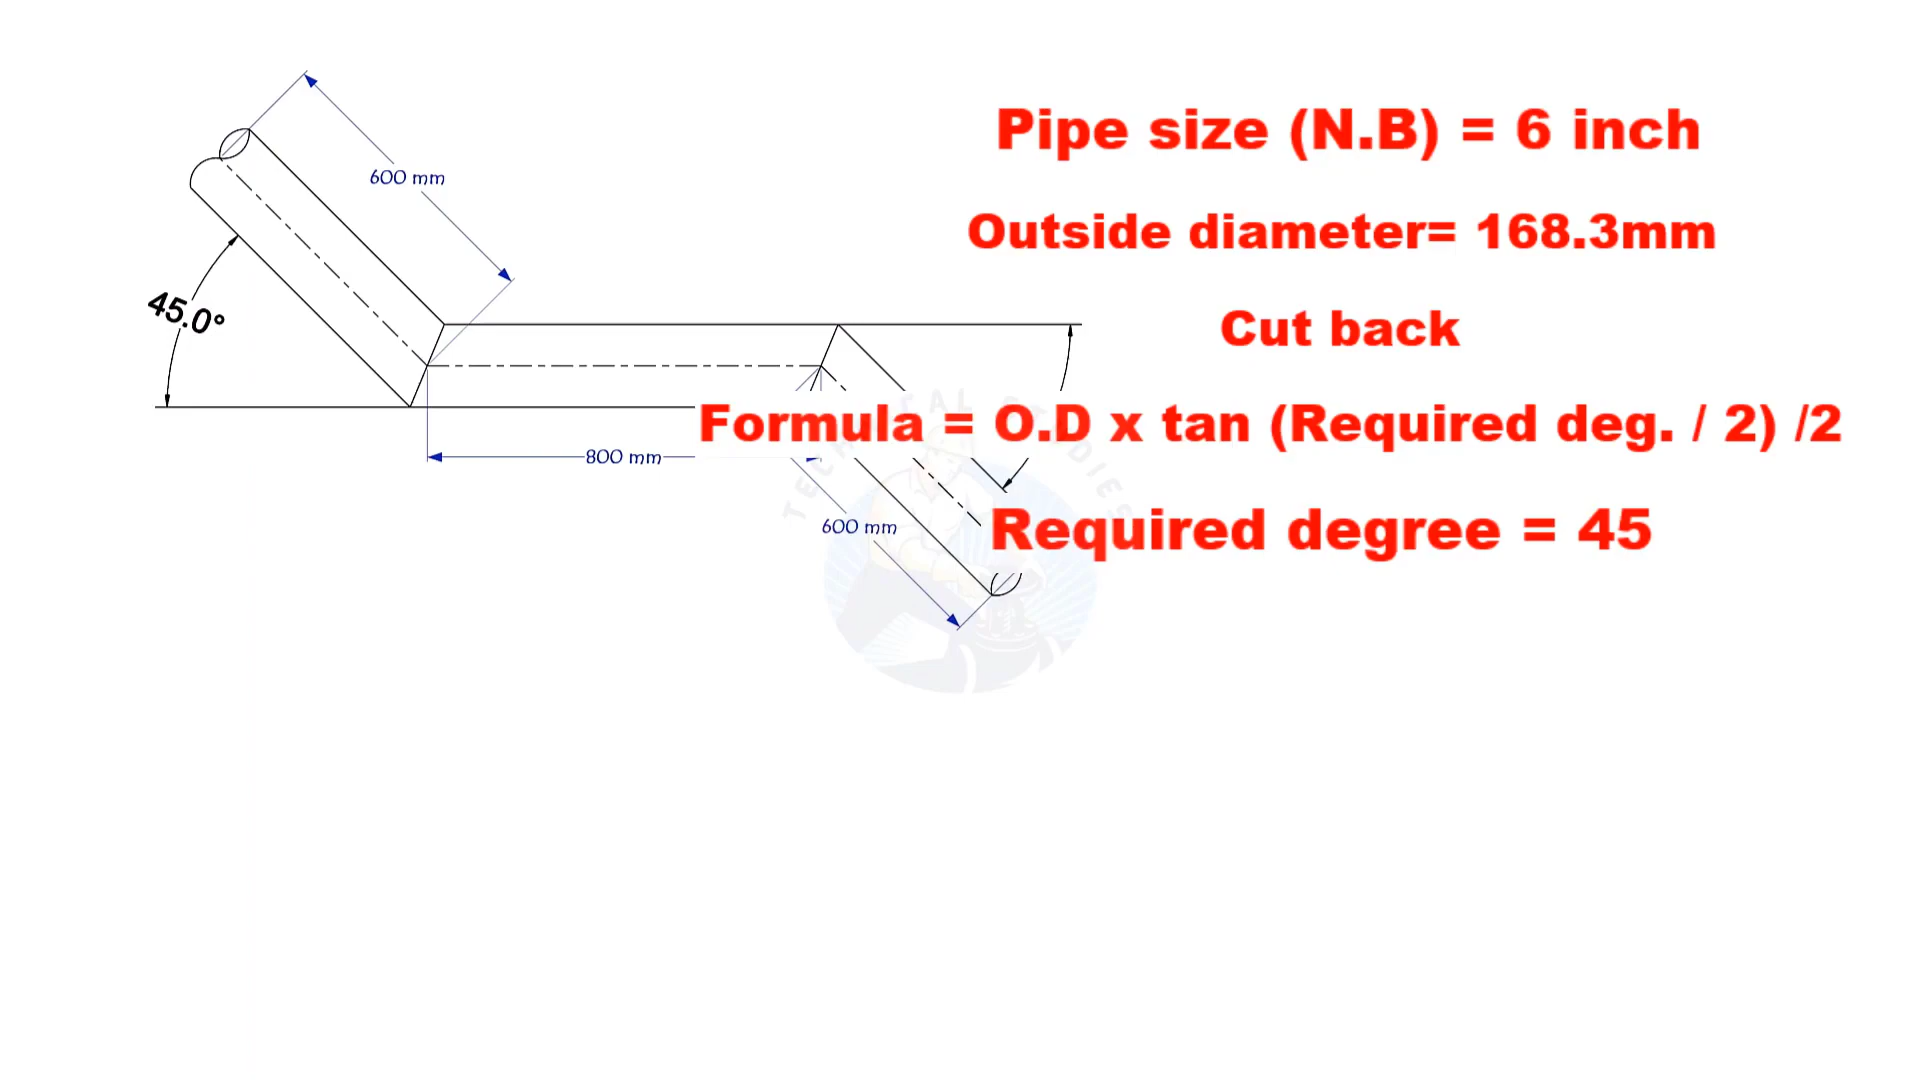 Pipe size (N.B) = 6 inch
600 mm
Outside diameter= 168.3mm
45.0°
Cut back
Formula = O.D x tan (Required deg. / 2) /2
800 mm
600 mm
Required degree = 45